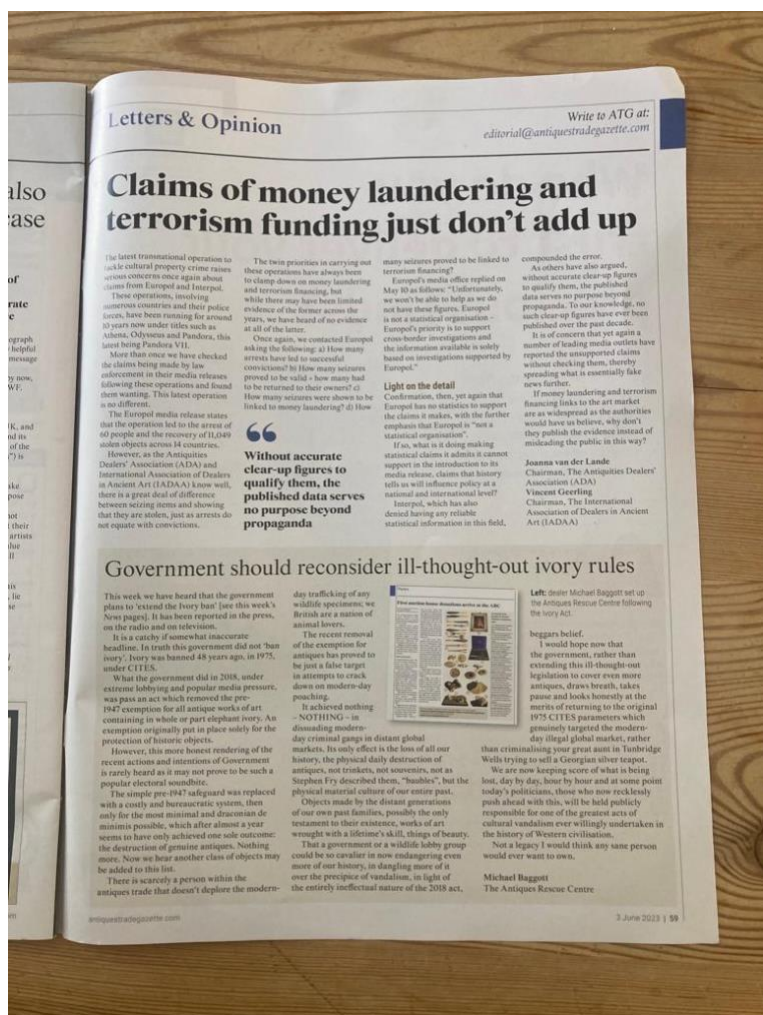 also
case
of
rate
e
ograph
helpful
message
by now,
WF.
K, and
nd its
of the
") is
ake
pose
not
their
artists
alue
ll
aix
, lie
se
Letters & Opinion
Write to ATG at:
editorial@antiquestradegazette.com
Claims of money laundering and
terrorism funding just don't add up
The latest transnational operation to
tackle cultural property crime raises
serious concerns once again about
claims from Europol and Interpol.
These operations, involving
numerous countries and their police
forces, have been running for around
10 years now under titles such as
Athena, Odysseus and Pandora, this
latest being Pandora VII.
More than once we have checked
the claims being made by law
enforcement in their media releases
following these operations and found
them wanting. This latest operation
is no different.
The Europol media release states
that the operation led to the arrest of
60 people and the recovery of 11,049
stolen objects across 14 countries.
However, as the Antiquities
Dealers' Association (ADA) and
International Association of Dealers
in Ancient Art (IADAA) know well,
there is a great deal of difference
between seizing items and showing
that they are stolen, just as arrests do
not equate with convictions.
The twin priorities in carrying out
these operations have always been
to clamp down on money laundering
and terrorism financing, but
while there may have been limited
evidence of the former across the
years, we have heard of no evidence
at all of the latter.
Once again, we contacted Europol
asking the following: a) How many
arrests have led to successful
convictions? b) How many seizures
proved to be valid – how many had
to be returned to their owners? c)
How many seizures were shown to be
linked to money laundering? d) How
“
Without accurate
clear-up figures to
qualify them, the
published data serves
no purpose beyond
propaganda
many seizures proved to be linked to
terrorism financing?
Europol's media office replied on
May 10 as follows: "Unfortunately,
we won't be able to help as we do
not have these figures. Europol
is not a statistical organisation –
Europol's priority is to support
cross-border investigations and
the information available is solely
based on investigations supported by
Europol."
Light on the detail
Confirmation, then, yet again that
Europol has no statistics to support
the claims it makes, with the further
emphasis that Europol is "not a
statistical organisation".
If so, what is it doing making
statistical claims it admits it cannot
support in the introduction to its
media release, claims that history
tells us will influence policy at a
national and international level?
Interpol, which has also
denied having any reliable
statistical information in this field,
compounded the error.
As others have also argued,
without accurate clear-up figures
to qualify them, the published
data serves no purpose beyond
propaganda. To our knowledge, no
such clear-up figures have ever been
published over the past decade.
It is of concern that yet again a
number of leading media outlets have
reported the unsupported claims
without checking them, thereby
spreading what is essentially fake
news further.
If money laundering and terrorism
financing links to the art market
are as widespread as the authorities
would have us believe, why don't
they publish the evidence instead of
misleading the public in this way?
Joanna van der Lande
Chairman, The Antiquities Dealers'
Association (ADA)
Vincent Geerling
Chairman, The International
Association of Dealers in Ancient
Art (IADAA)
Government should reconsider ill-thought-out ivory rules
This week we have heard that the government
plans to 'extend the Ivory ban' [see this week's
News pages]. It has been reported in the press,
on the radio and on television.
It is a catchy if somewhat inaccurate
headline. In truth this government did not 'ban
ivory'. Ivory was banned 48 years ago, in 1975,
under CITES.
What the government did in 2018, under
extreme lobbying and popular media pressure,
was pass an act which removed the pre-
1947 exemption for all antique works of art
containing in whole or part elephant ivory. An
exemption originally put in place solely for the
protection of historic objects.
However, this more honest rendering of the
recent actions and intentions of Government
is rarely heard as it may not prove to be such a
popular electoral soundbite.
The simple pre-1947 safeguard was replaced
with a costly and bureaucratic system, then
only for the most minimal and draconian de
minimis possible, which after almost a year
seems to have only achieved one sole outcome:
the destruction of genuine antiques. Nothing
more. Now we hear another class of objects may
be added to this list.
There is scarcely a person within the
antiques trade that doesn't deplore the modern-
day trafficking of any
wildlife specimens; we
British are a nation of
animal lovers.
The recent removal
of the exemption for
antiques has proved to
be just a false target
in attempts to crack
down on modern-day
poaching.
It achieved nothing
– NOTHING – in
dissuading modern-
day criminal gangs in distant global
markets. Its only effect is the loss of all our
history, the physical daily destruction of
antiques, not trinkets, not souvenirs, not as
Stephen Fry described them, "baubles", but the
physical material culture of our entire past.
Objects made by the distant generations
of our own past families, possibly the only
testament to their existence, works of art
wrought with a lifetime's skill, things of beauty.
That a government or a wildlife lobby group
could be so cavalier in now endangering even
more of our history, in dangling more of it
over the precipice of vandalism, in light of
the entirely ineffectual nature of the 2018 act,
Left: dealer Michael Baggott set up
the Antiques Rescue Centre following
the Ivory Act.
beggars belief.
I would hope now that
the government, rather than
extending this ill-thought-out
legislation to cover even more
antiques, draws breath, takes
pause and looks honestly at the
merits of returning to the original
1975 CITES parameters which
genuinely targeted the modern-
day illegal global market, rather
than criminalising your great aunt in Tunbridge
Wells trying to sell a Georgian silver teapot.
We are now keeping score of what is being
lost, day by day, hour by hour and at some point
today's politicians, those who now recklessly
push ahead with this, will be held publicly
responsible for one of the greatest acts of
cultural vandalism ever willingly undertaken in
the history of Western civilisation.
Not a legacy I would think any sane person
would ever want to own.
Michael Baggott
The Antiques Rescue Centre
antiquestradegazette.com
3 June 2023 | 59